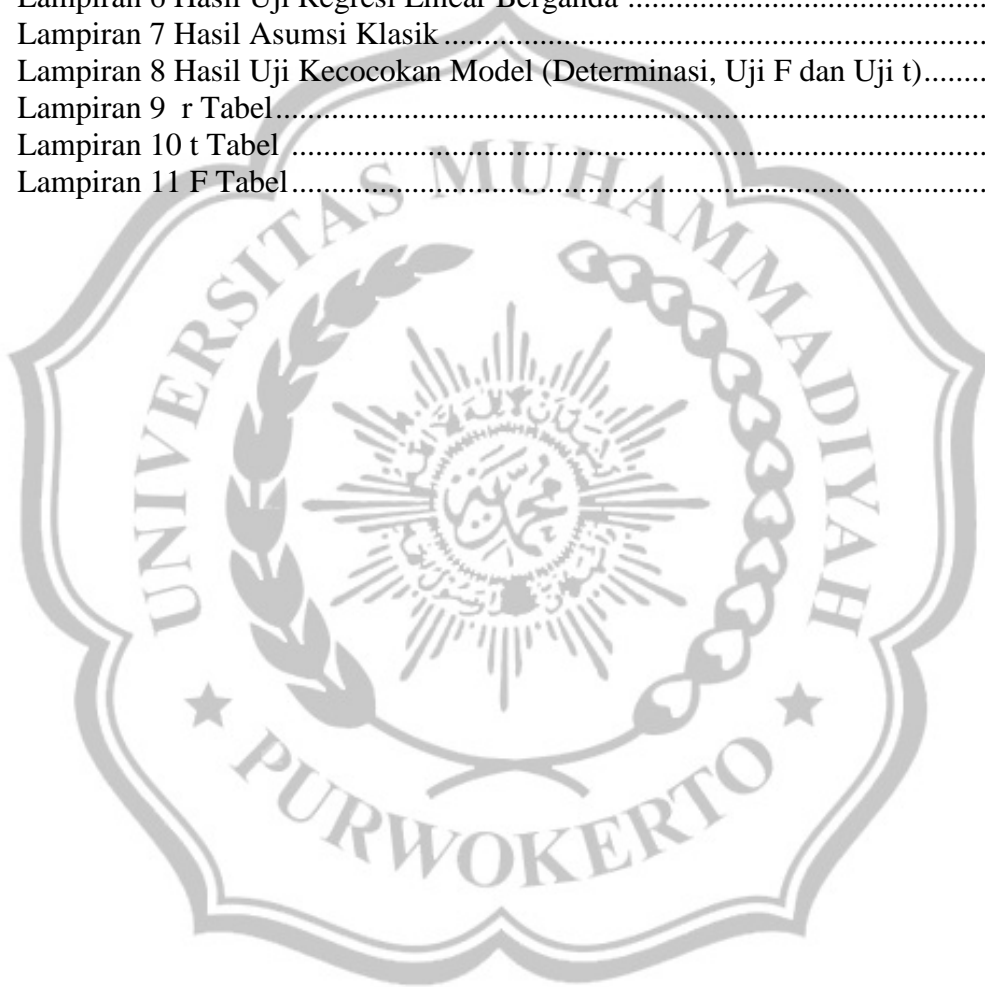 Lampiran 6 Hasil Uji Regresi Linear Berganda ..................................................
Lampiran 7 Hasil Asumsi Klasik ..................................................................................
Lampiran 8 Hasil Uji Kecocokan Model (Determinasi, Uji F dan Uji t)........
Lampiran 9 r Tabel.......................................................................................................
Lampiran 10 t Tabel .....................................................................................................
Lampiran 11 F Tabel.....................................................................................................
UNIVERSITAS MUHAMMADIYAH
PURWOKERTO